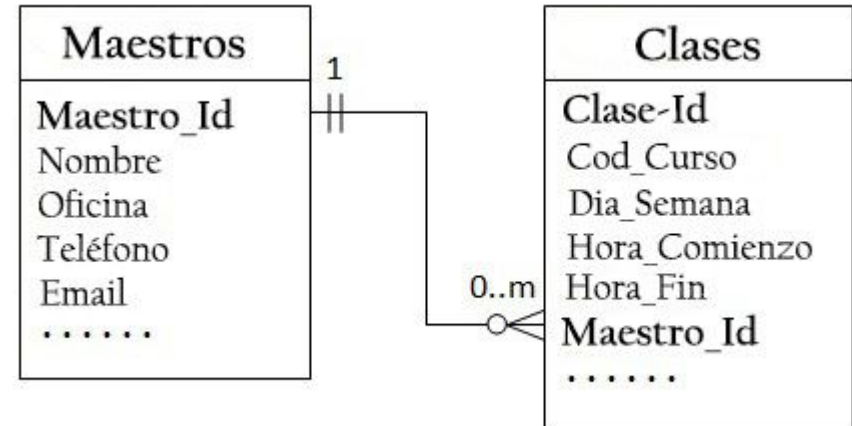 Maestros
Maestro_Id
Nombre
Oficina
Teléfono
Email
. . . . . .
1
0..m
Clases
Clase-Id
Cod_Curso
Dia_Semana
Hora_Comienzo
Hora_Fin
Maestro_Id
. . . . . .